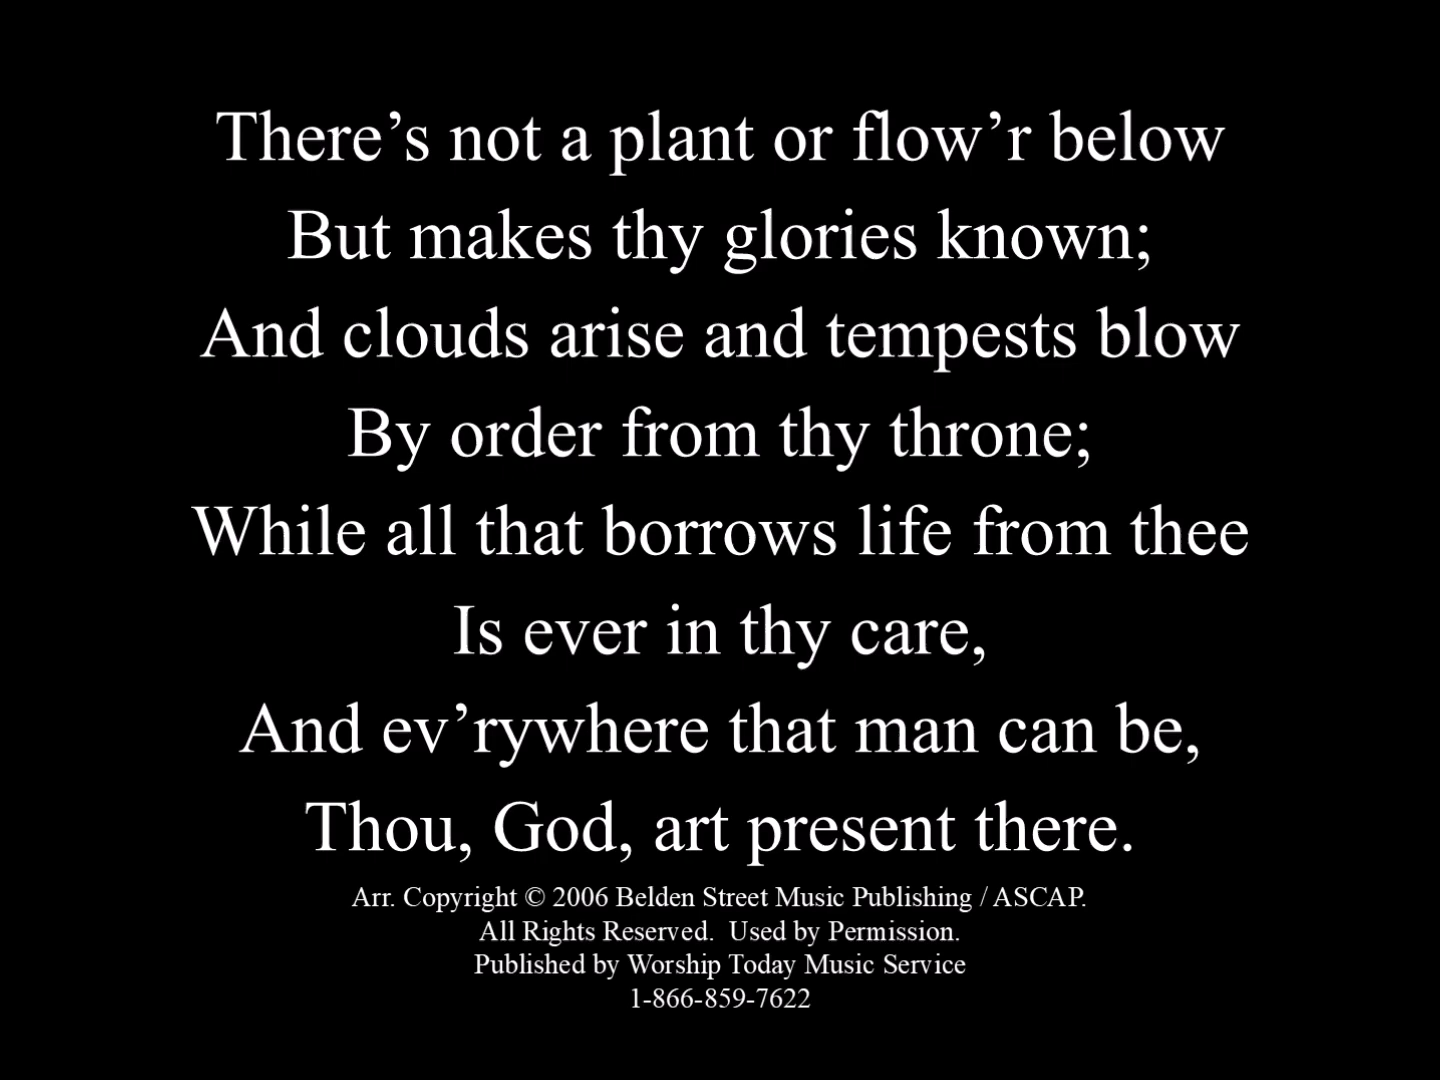 There’s not a plant or flow’r below
But makes thy glories known;
And clouds arise and tempests blow
By order from thy throne;
While all that borrows life from thee
Is ever in thy care,
And ev’rywhere that man can be,
Thou, God, art present there.
Arr. Copyright © 2006 Belden Street Music Publishing / ASCAP.
All Rights Reserved.  Used by Permission.
Published by Worship Today Music Service
1-866-859-7622